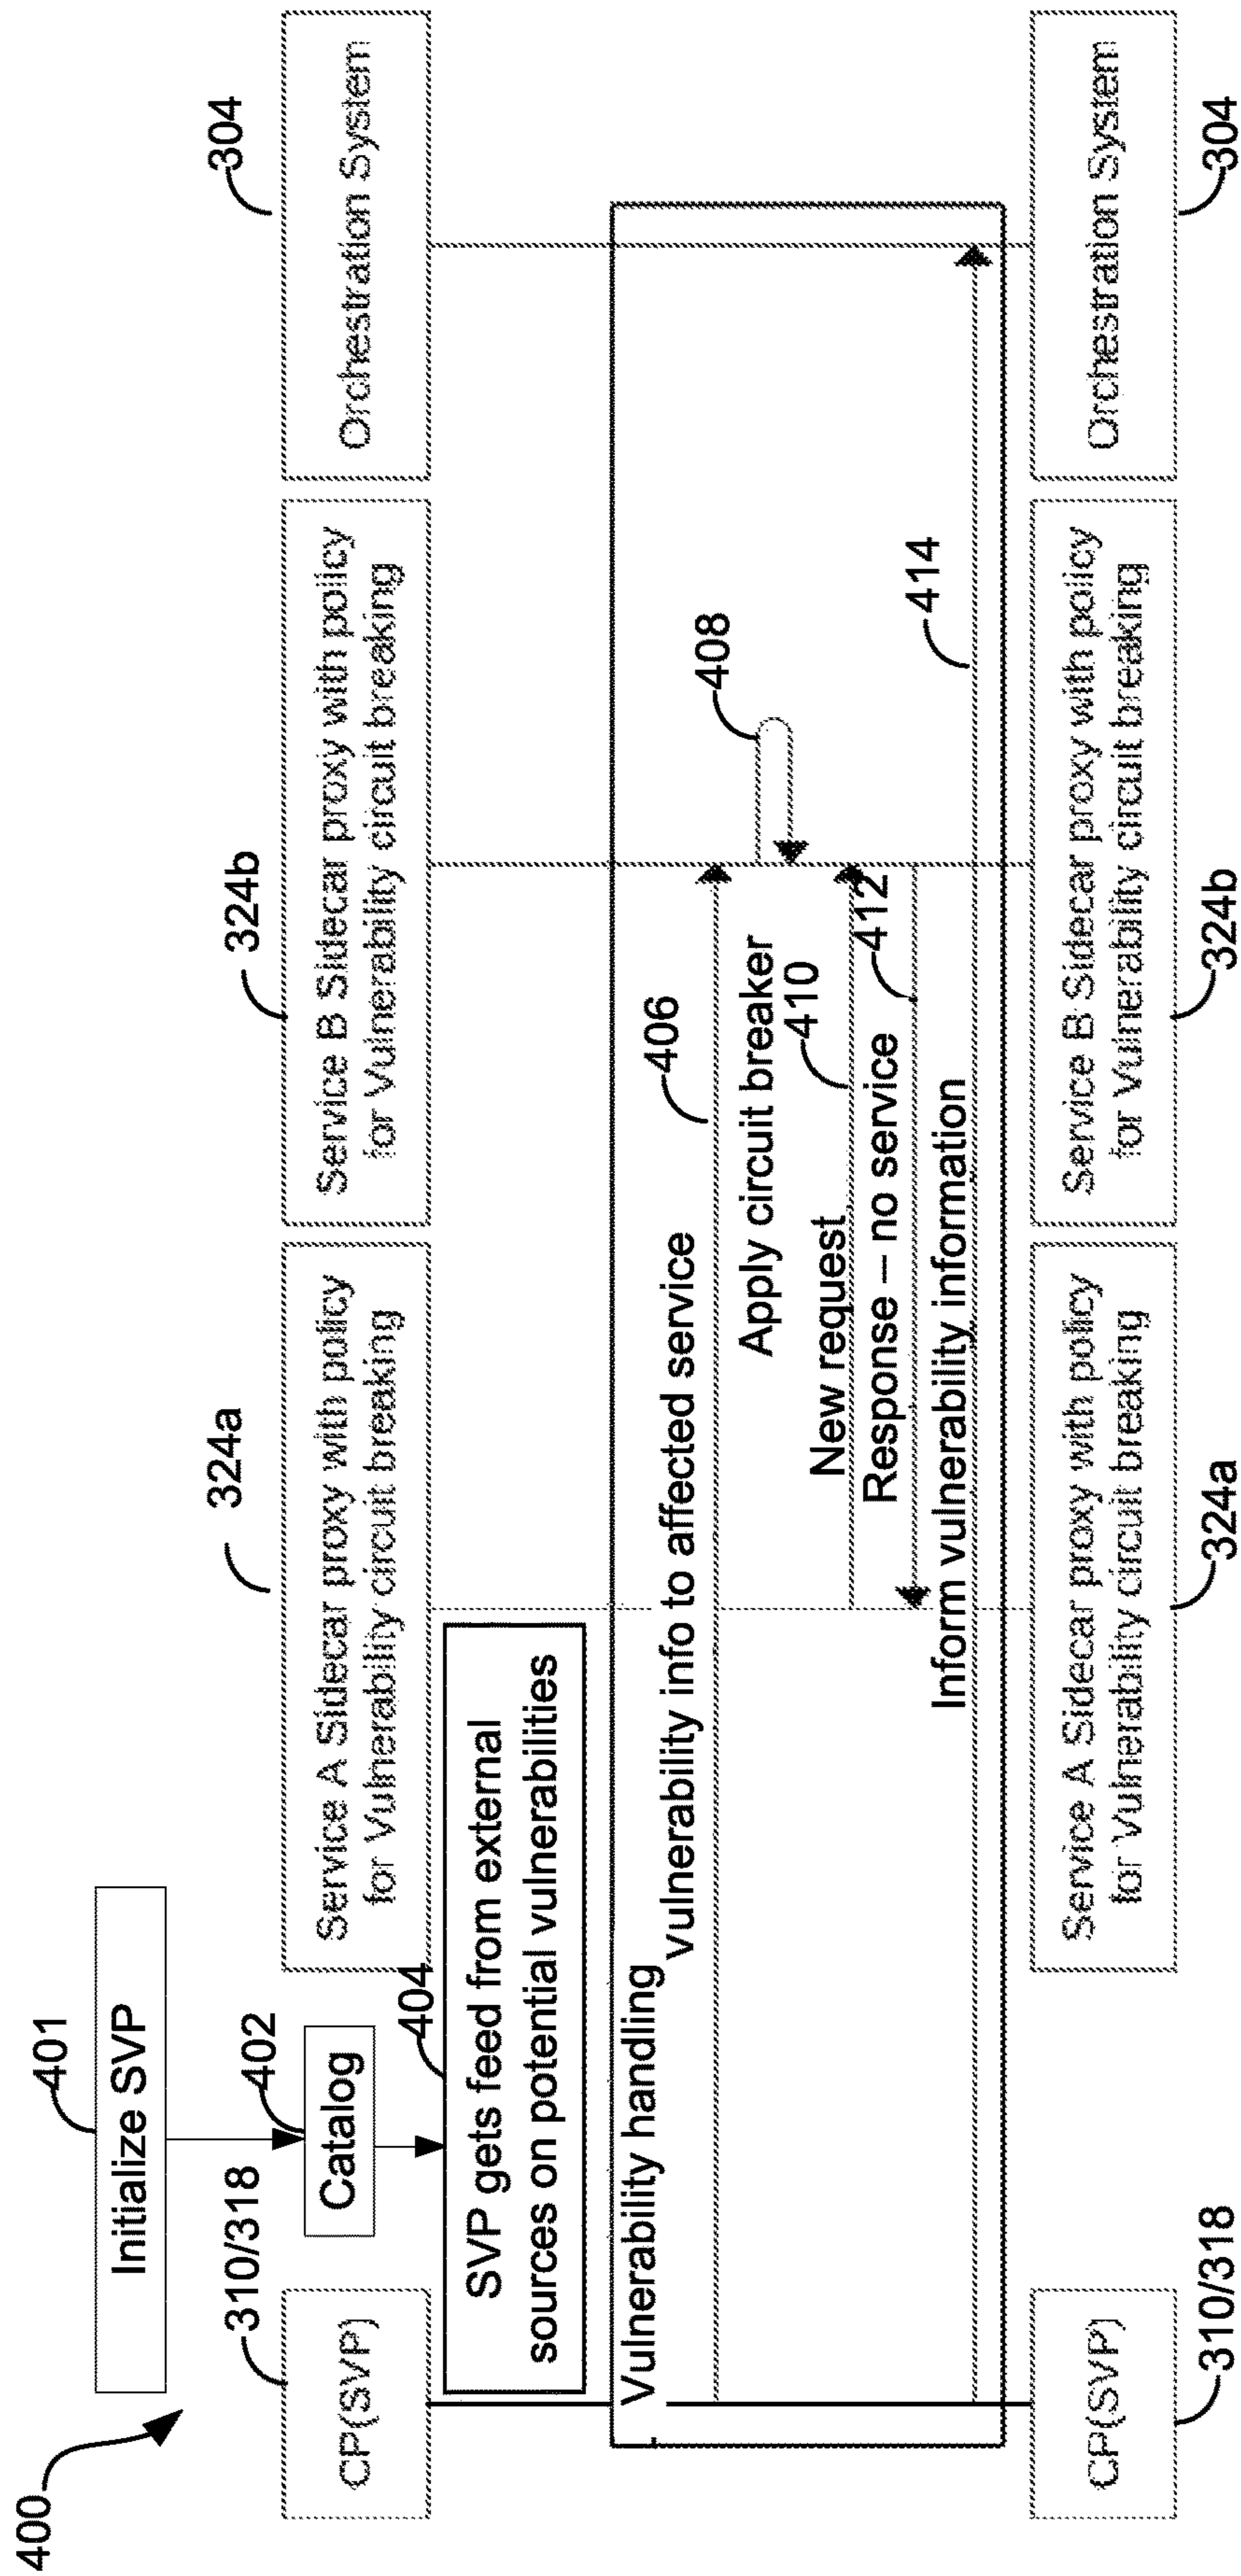 400
401
Initialize SVP
310/318
402
324a
324b
304
CP(SVP)
Catalog
Service A Sidecar proxy with policy
for Vulnerability circuit breaking
Service B Sidecar proxy with policy
for Vulnerability circuit breaking
Orchestration System
404
SVP gets feed from external
sources on potential vulnerabilities
Vulnerability handling
Vulnerability info to affected service
406
408
Apply circuit breaker
New request
410
Response – no service
412
Inform vulnerability information
414
CP(SVP)
Service A Sidecar proxy with policy
for Vulnerability circuit breaking
Service B Sidecar proxy with policy
for Vulnerability circuit breaking
Orchestration System
310/318
324a
324b
304